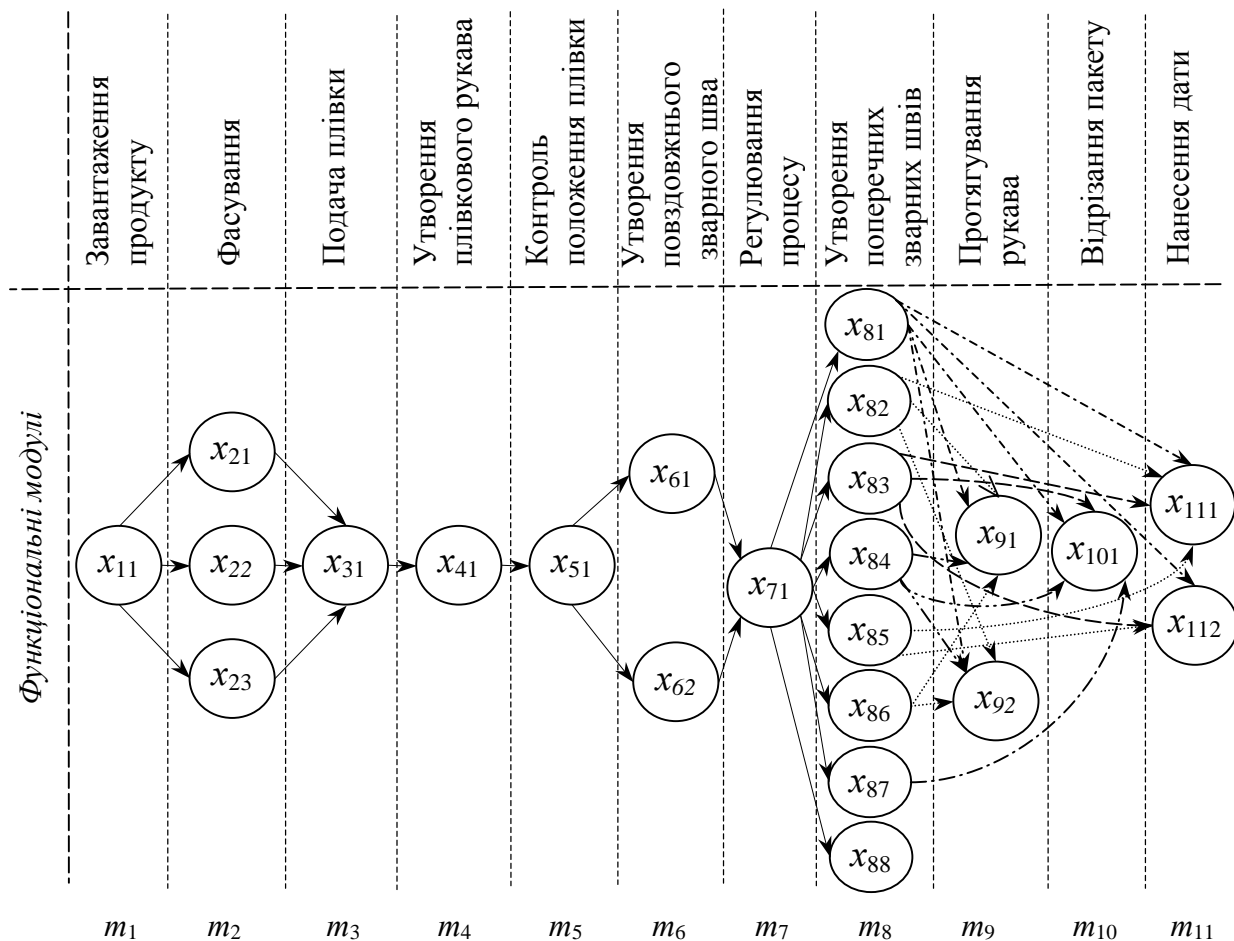 Завантаження
продукту
Фасування
Подача плівки
Утворення
плівкового рукава
Контроль
положення плівки
Утворення
повздовжнього
зварного шва
Регулювання
процесу
Утворення
поперечних
зварних швів
Протягування
рукава
Відрізання пакету
Нанесення дати
Функціональні модулі
x11
x21
x22
x23
x31
x41
x51
x61
x62
x71
x81
x82
x83
x84
x85
x86
x87
x88
x91
x92
x101
x111
x112
m1 m2 m3 m4 m5 m6 m7 m8 m9 m10 m11